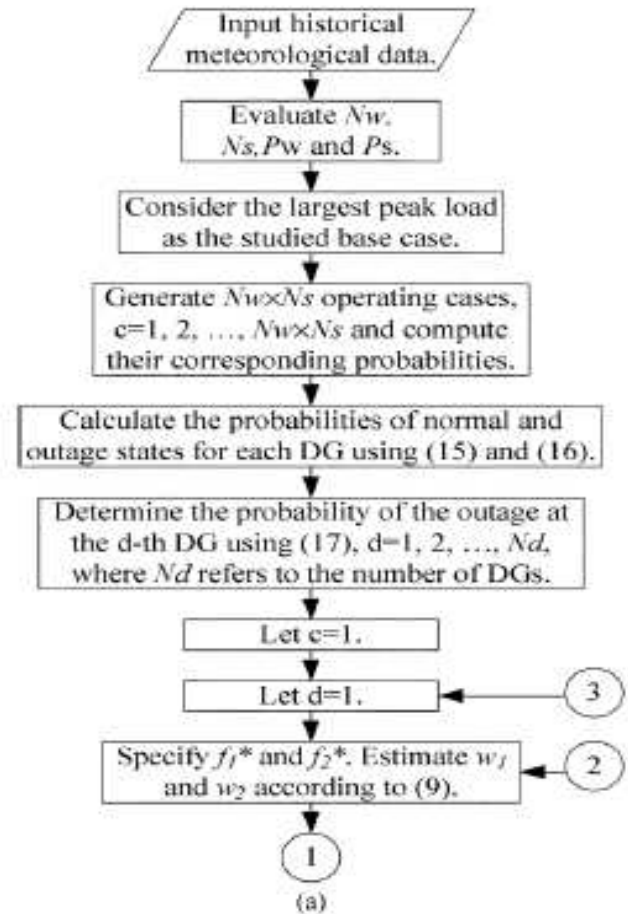 Input historical
meteorological data.
Evaluate Nw,
Ns,Pw and Ps.
Consider the largest peak load
as the studied base case.
Generate Nw×Ns operating cases,
c=1, 2, ..., Nw×Ns and compute
their corresponding probabilities.
Calculate the probabilities of normal and
outage states for each DG using (15) and (16).
Determine the probability of the outage at
the d-th DG using (17), d=1, 2, ..., Nd,
where Nd refers to the number of DGs.
Let c=1.
Let d=1.
3
Specify f1* and f2*. Estimate w1
and w2 according to (9).
2
1
(a)